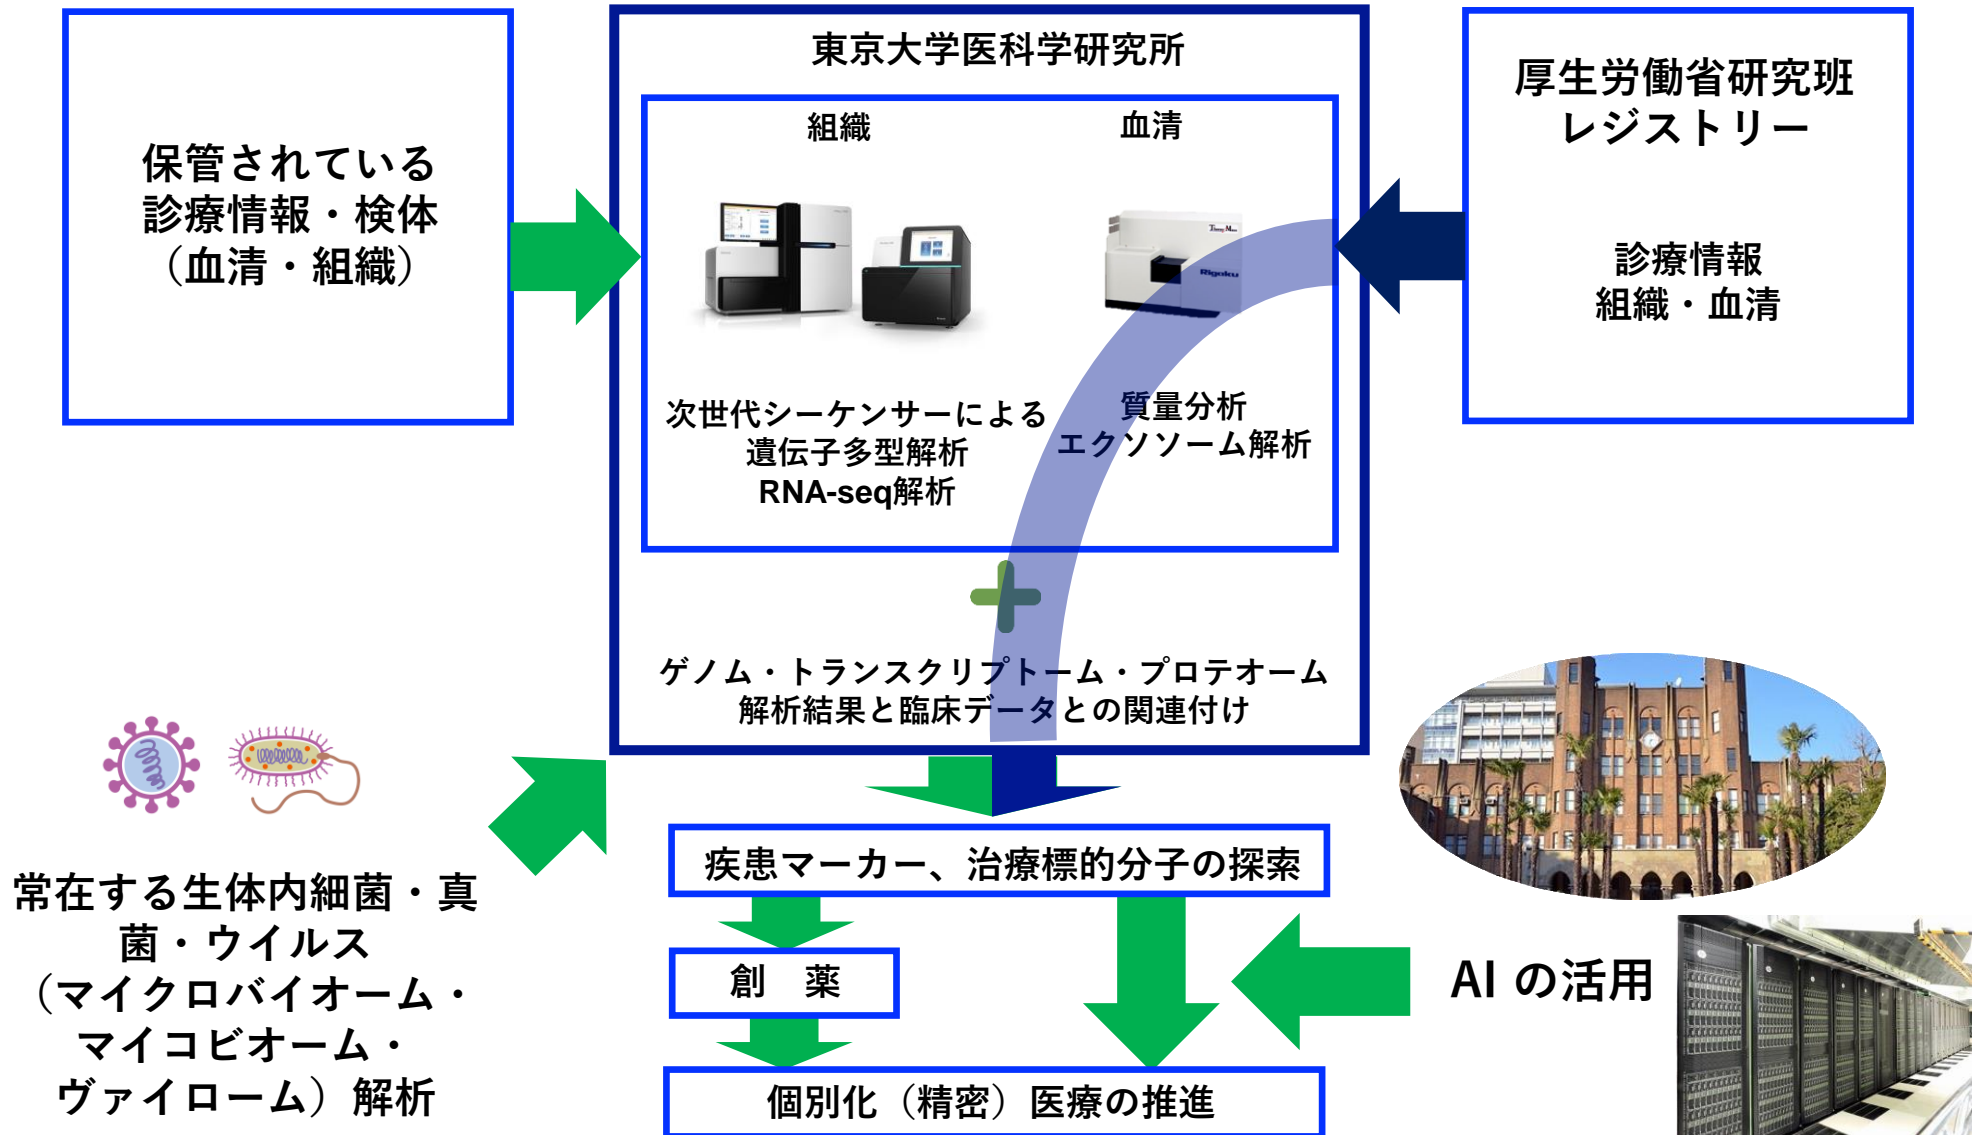 保管されている
診療情報・検体
（血清・組織）
東京大学医科学研究所
組織
血清
Rigaku
次世代シーケンサーによる
遺伝子多型解析
RNA-seq解析
質量分析
エクソソーム解析
ゲノム・トランスクリプトーム・プロテオーム
解析結果と臨床データとの関連付け
厚生労働省研究班
レジストリー
診療情報
組織・血清
常在する生体内細菌・真
菌・ウイルス
（マイクロバイオーム・
マイコビオーム・
ヴァイローム）解析
疾患マーカー、治療標的分子の探索
創　薬
個別化（精密）医療の推進
AI の活用